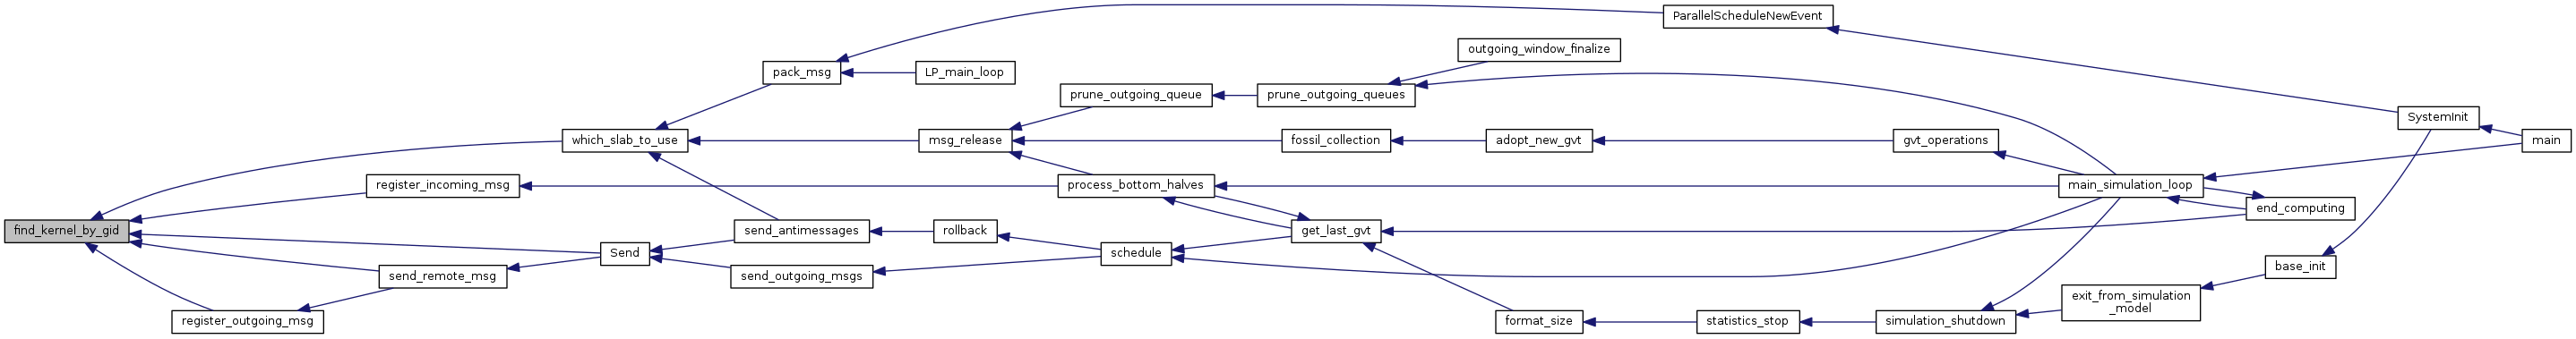 ParallelScheduleNewEvent
outgoing_window_finalize
pack_msg
LP_main_loop
prune_outgoing_queue
prune_outgoing_queues
SystemInit
which_slab_to_use
msg_release
fossil_collection
adopt_new_gvt
gvt_operations
main
register_incoming_msg
process_bottom_halves
main_simulation_loop
end_computing
find_kernel_by_gid
send_antimessages
rollback
get_last_gvt
Send
schedule
base_init
send_remote_msg
send_outgoing_msgs
exit_from_simulation
_model
register_outgoing_msg
format_size
statistics_stop
simulation_shutdown